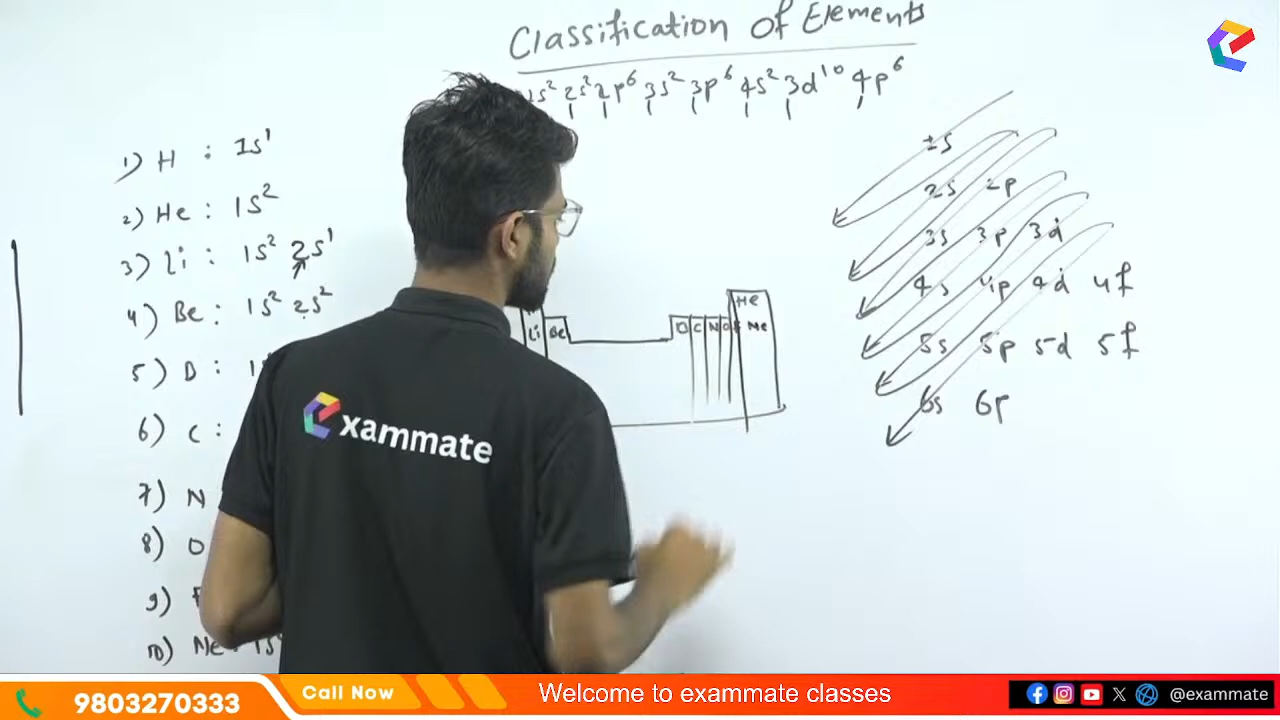 Classification of Elements
1s² 2s² 2p⁶ 3s² 3p⁶ 4s² 3d¹⁰ 4p⁶
1) H : 1s¹
2) He : 1s²
3) Li : 1s² 2s¹
4) Be : 1s² 2s²
5) B :
6) C :
7) N
8) O
9) F
10) Ne : 1s
He
Li Be B C N O Ne
1s
2s 2p
3s 3p 3d
4s 4p 4d 4f
5s 5p 5d 5f
6s 6p
exammate
9803270333
Call Now
Welcome to exammate classes
@exammate